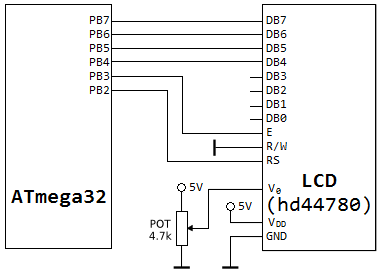 PB7 DB7
PB6 DB6
PB5 DB5
PB4 DB4
PB3 DB3
PB2 DB2
DB1
DB0
E
R/W
RS
LCD
(hd44780)
ATmega32
5V
V0
5V
POT
4.7k
VDD
GND